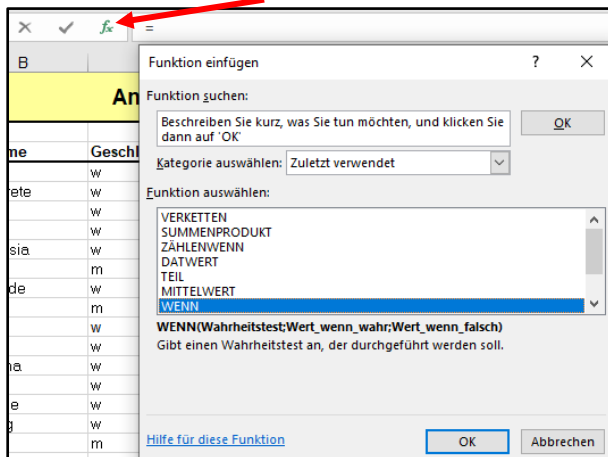 fx =
B
Funktion einfügen ? ×
An
Funktion suchen:
Beschreiben Sie kurz, was Sie tun möchten, und klicken Sie
dann auf 'OK'
OK
Kategorie auswählen: Zuletzt verwendet
me Geschl
Funktion auswählen:
w
rete w
w
w
sia w
m
de w
m
w
w
na w
w
e w
g w
m
VERKETTEN
SUMMENPRODUKT
ZÄHLENWENN
DATWERT
TEIL
MITTELWERT
WENN
WENN(Wahrheitstest;Wert_wenn_wahr;Wert_wenn_falsch)
Gibt einen Wahrheitstest an, der durchgeführt werden soll.
Hilfe für diese Funktion
OK
Abbrechen